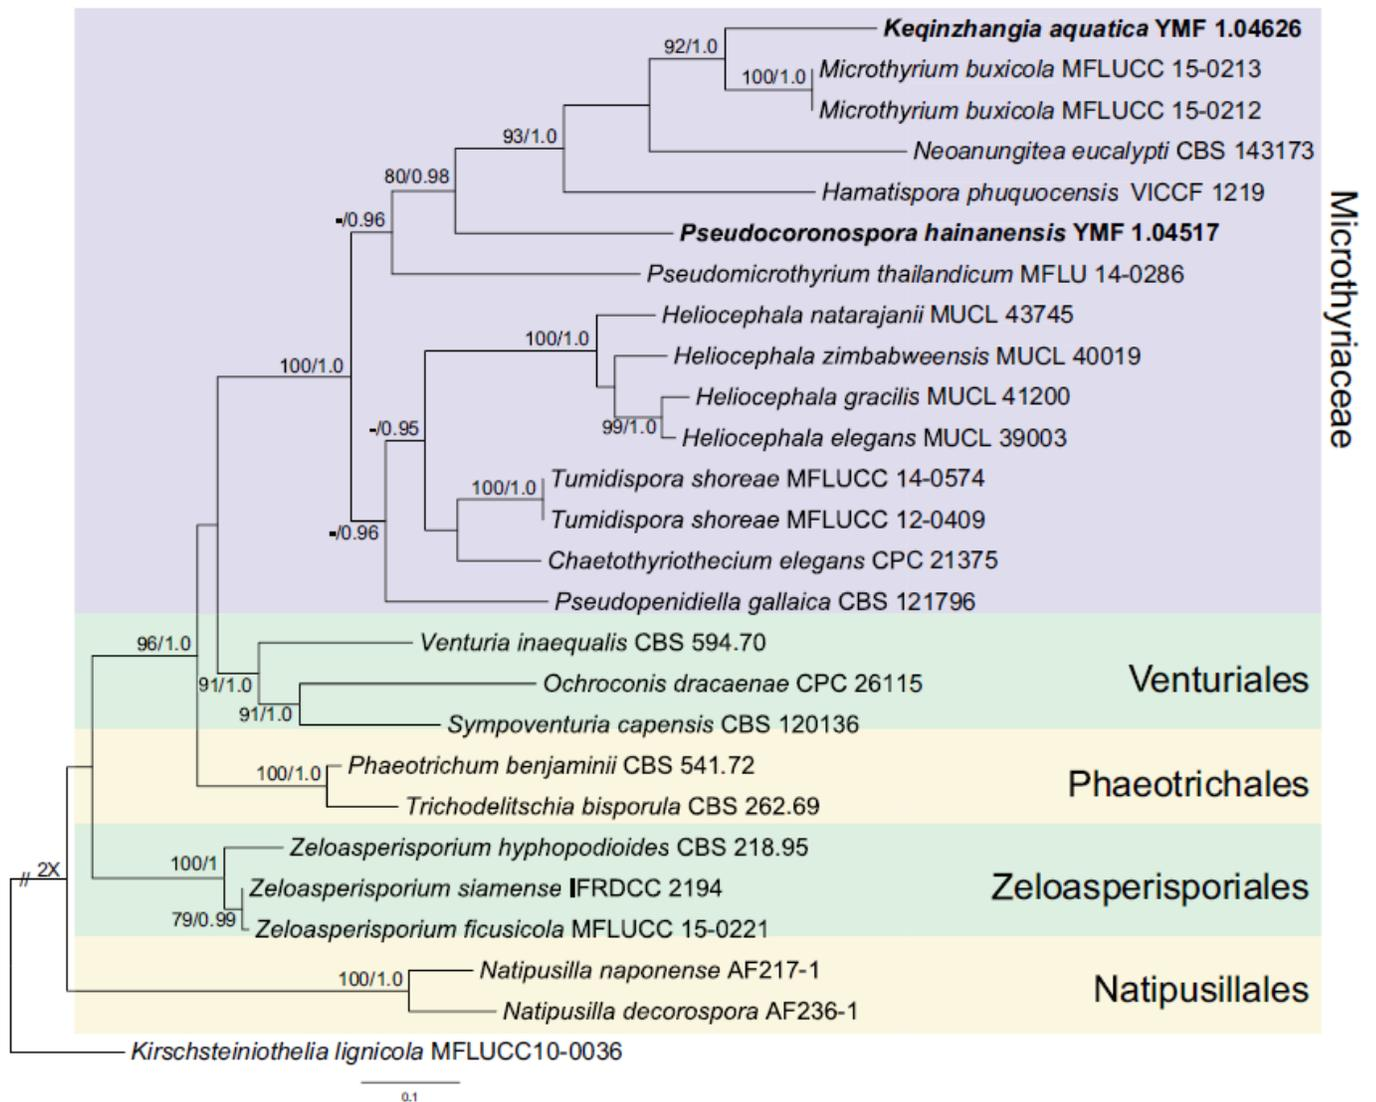 Keqinzhangia aquatica YMF 1.04626
92/1.0
Microthyrium buxicola MFLUCC 15-0213
100/1.0
Microthyrium buxicola MFLUCC 15-0212
93/1.0
Neoanungitea eucalypti CBS 143173
80/0.98
Hamatispora phuquocensis VICCF 1219
-/0.96
Pseudocoronospora hainanensis YMF 1.04517
Pseudomicrothyrium thailandicum MFLU 14-0286
Microthyriaceae
Heliocephala natarajanii MUCL 43745
100/1.0
Heliocephala zimbabweensis MUCL 40019
100/1.0
Heliocephala gracilis MUCL 41200
99/1.0
-/0.95
Heliocephala elegans MUCL 39003
Tumidispora shoreae MFLUCC 14-0574
100/1.0
Tumidispora shoreae MFLUCC 12-0409
-/0.96
Chaetothyriothecium elegans CPC 21375
Pseudopenidiella gallaica CBS 121796
96/1.0
Venturia inaequalis CBS 594.70
91/1.0
Ochroconis dracaenae CPC 26115
Venturiales
91/1.0
Sympoventuria capensis CBS 120136
Phaeotrichum benjaminii CBS 541.72
100/1.0
Phaeotrichales
Trichodelitschia bisporula CBS 262.69
Zeloasperisporium hyphopodioides CBS 218.95
100/1
// 2X
Zeloasperisporium siamense IFRDCC 2194
Zeloasperisporiales
79/0.99
Zeloasperisporium ficusicola MFLUCC 15-0221
Natipusilla naponense AF217-1
100/1.0
Natipusillales
Natipusilla decorospora AF236-1
Kirschsteiniothelia lignicola MFLUCC10-0036
0.1